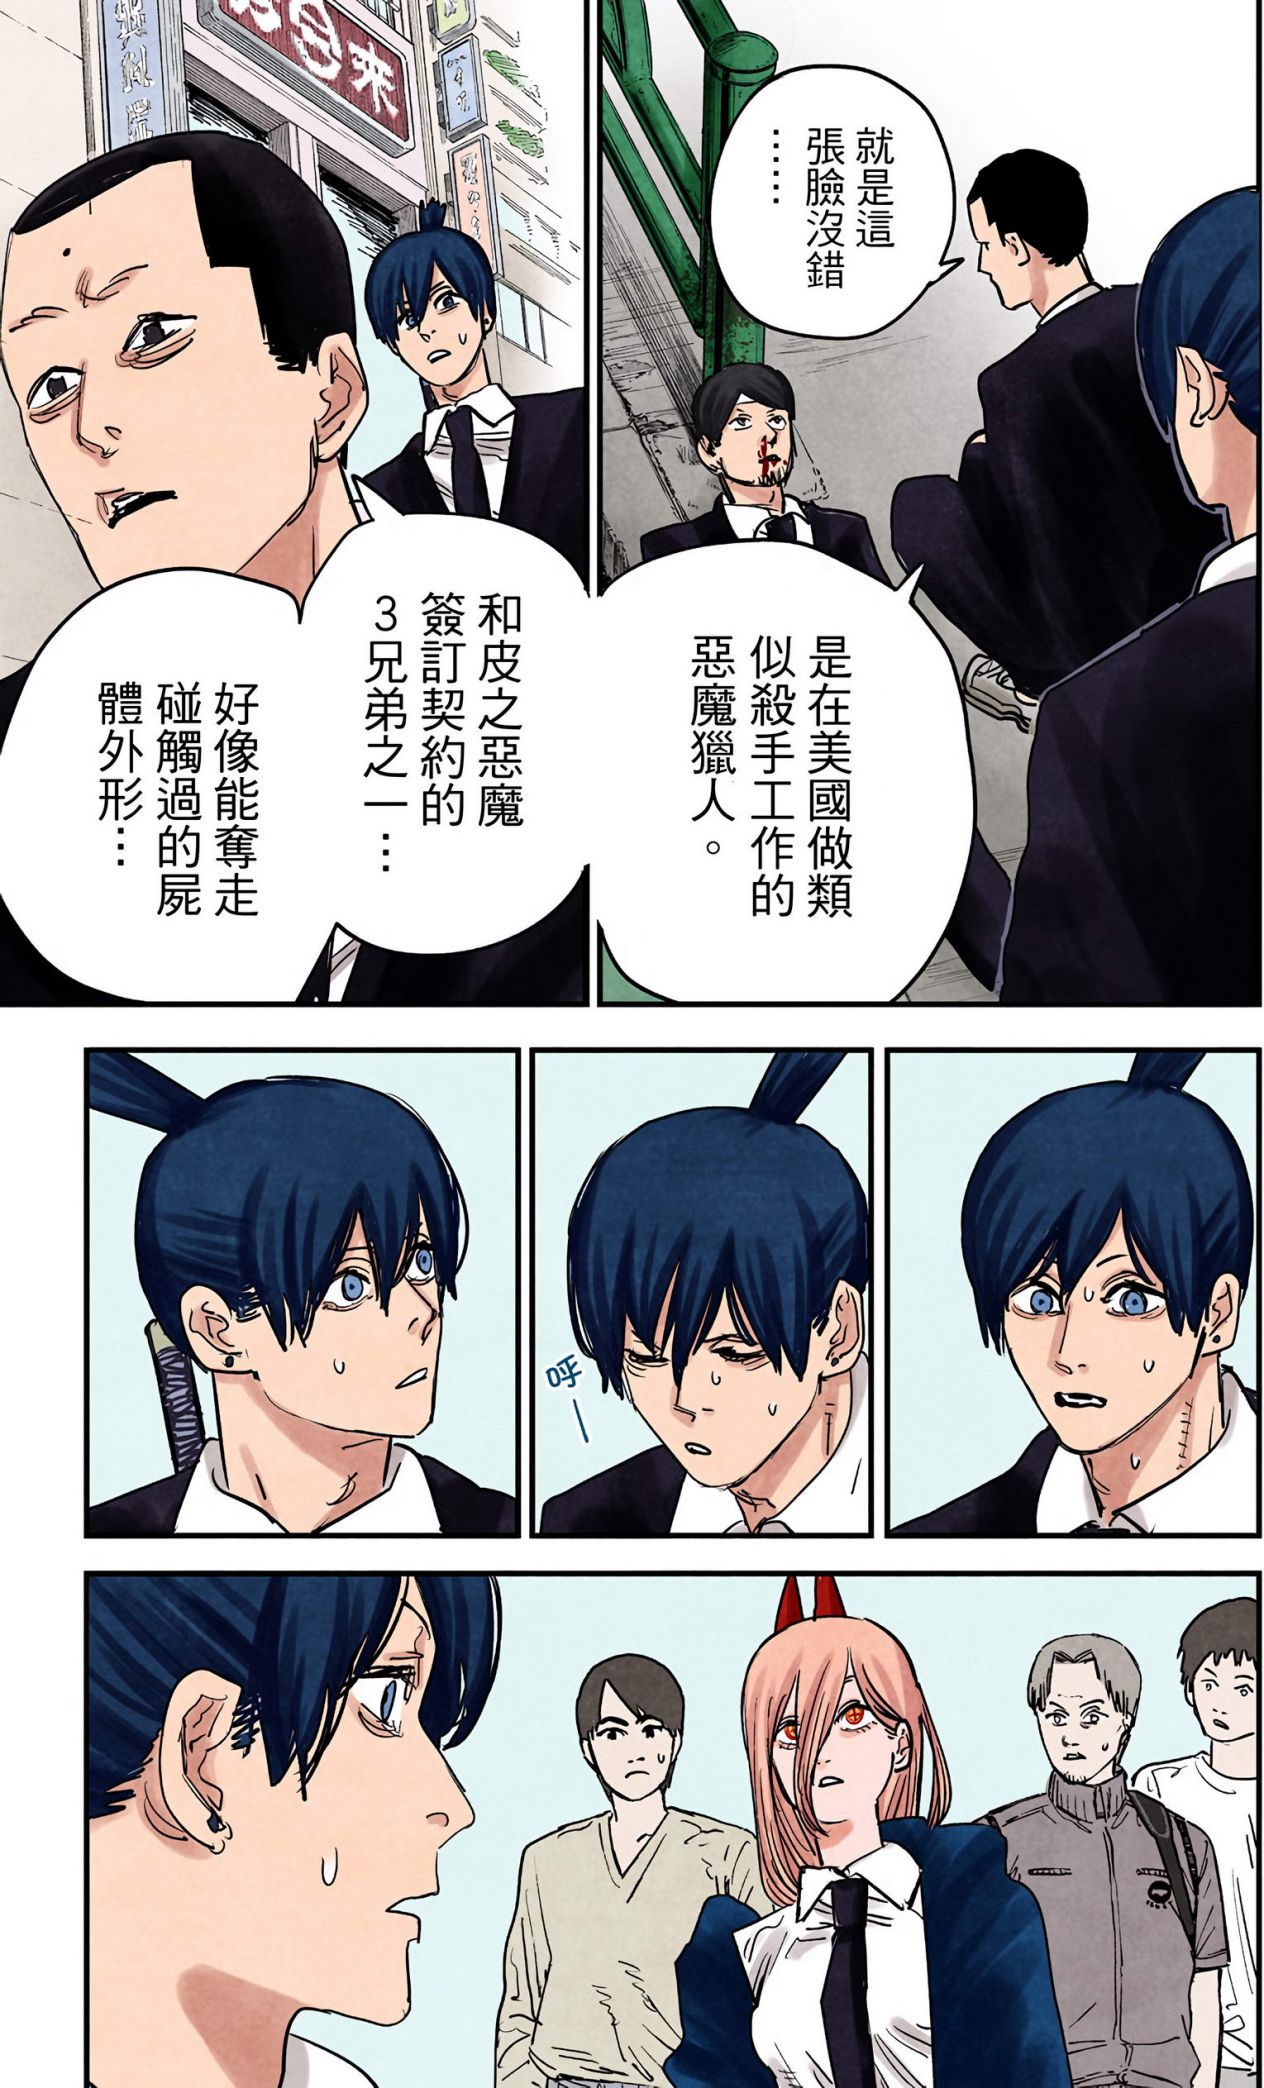 就是這
張臉沒錯
⋯⋯
是在美國做類
似殺手工作的
惡魔獵人。
和皮之惡魔
簽訂契約的
3兄弟之一⋯
好像能奪走
碰觸過的屍
體外形⋯
來
呼—